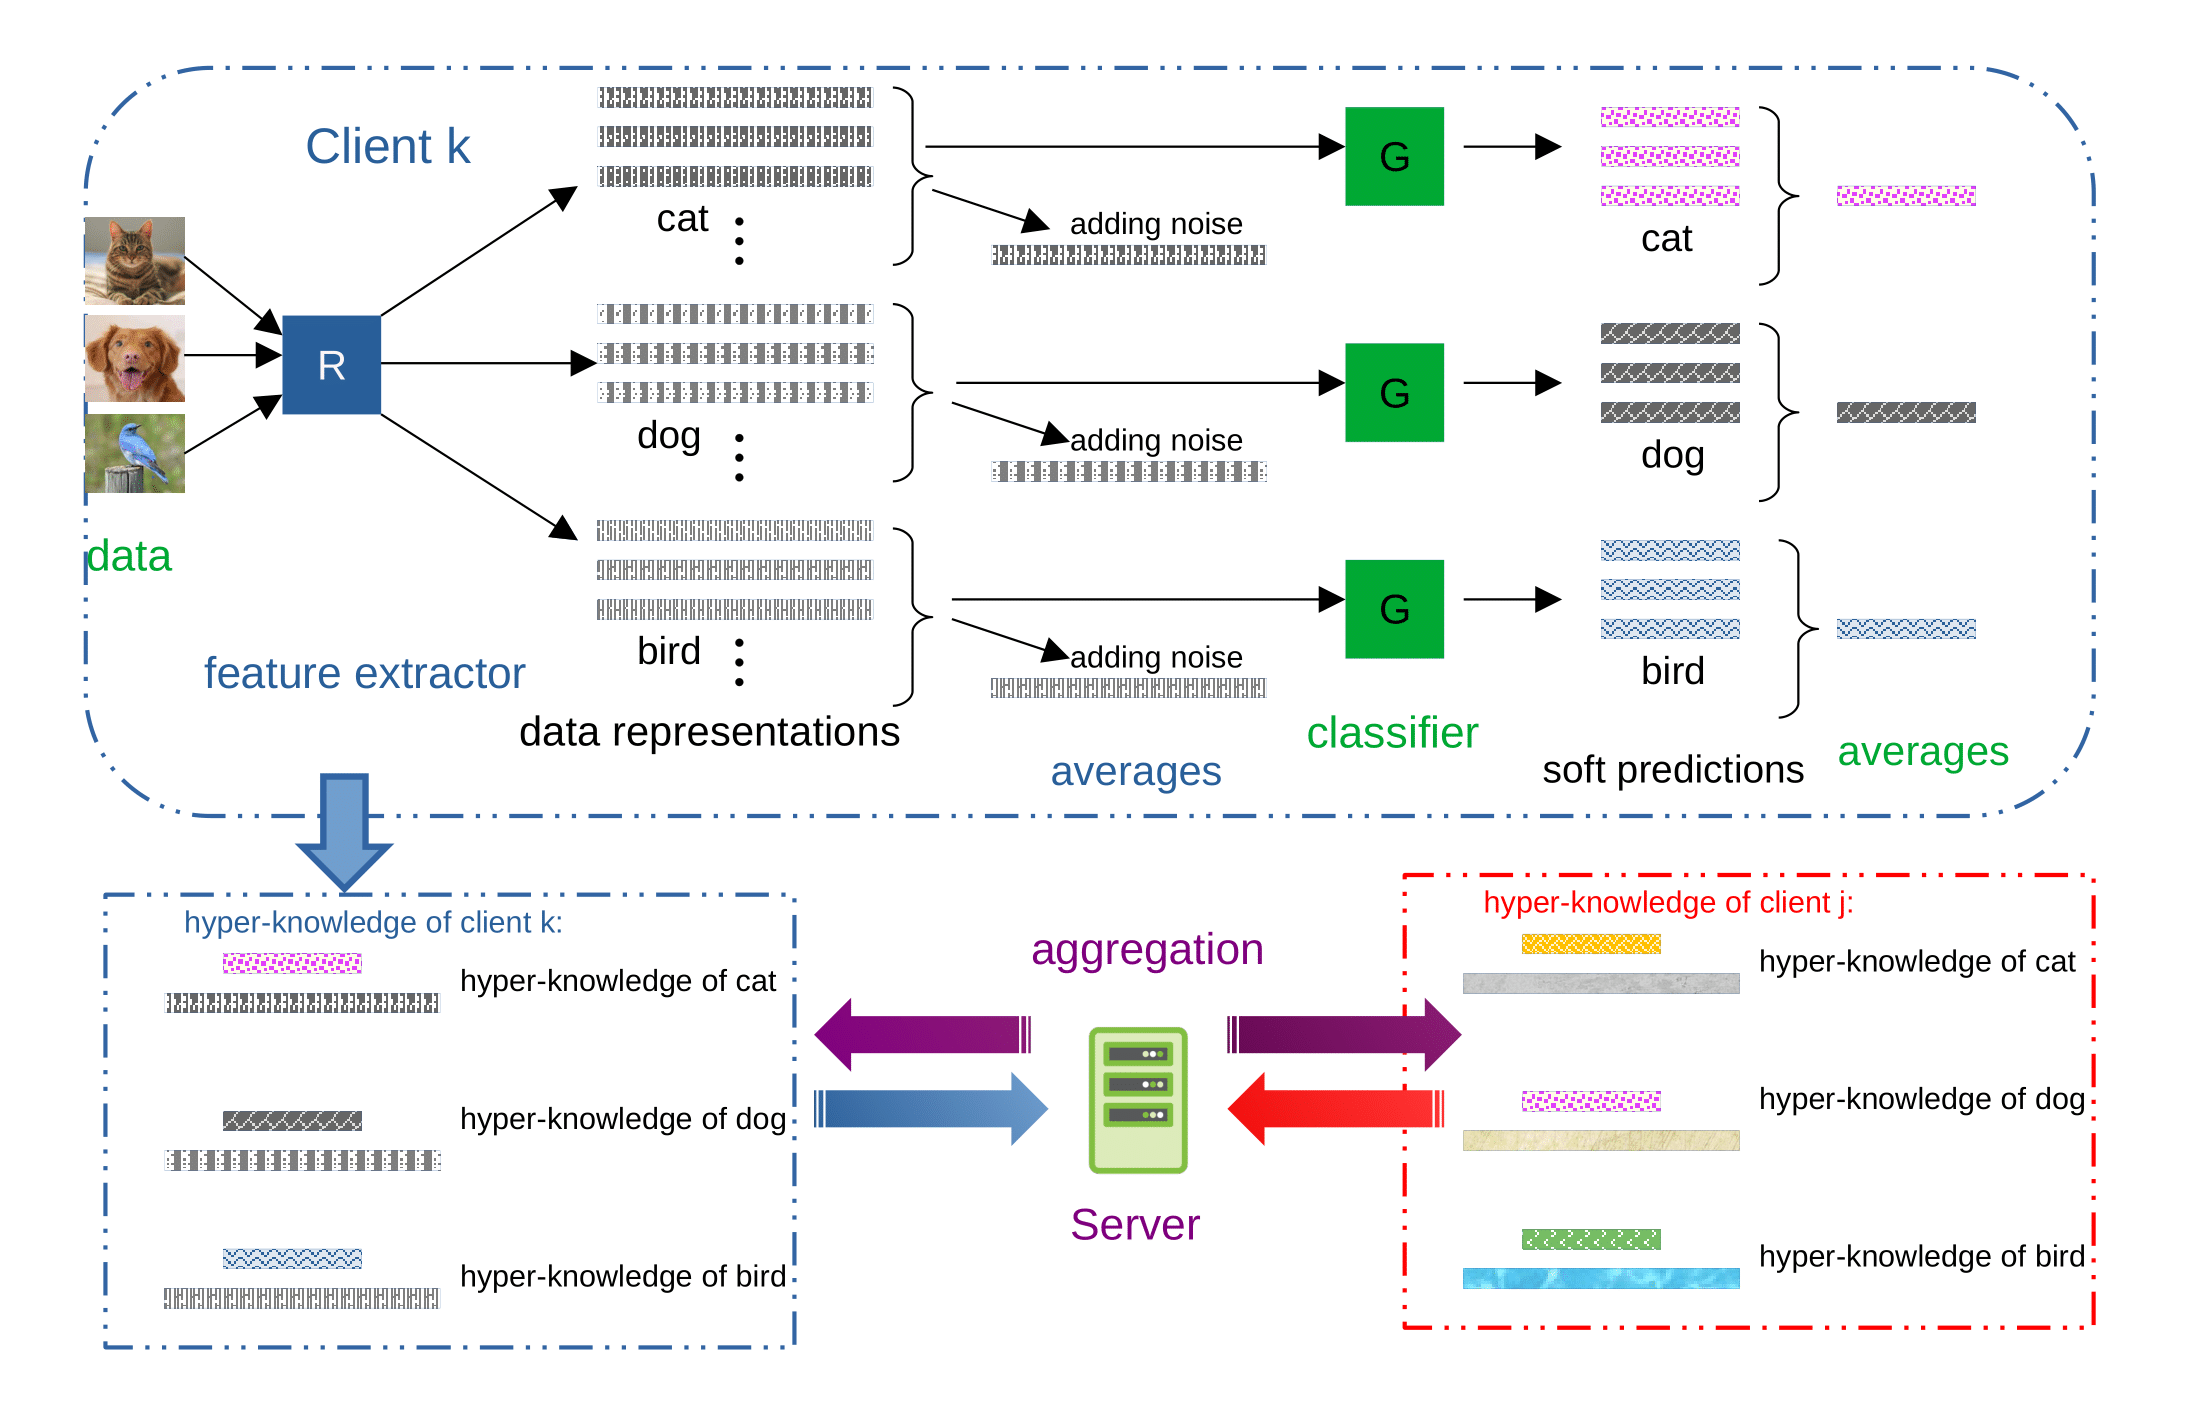 Client k
data
R
feature extractor
cat
dog
bird
data representations
adding noise
adding noise
adding noise
averages
G
G
G
classifier
cat
dog
bird
soft predictions
averages
hyper-knowledge of client k:
hyper-knowledge of cat
hyper-knowledge of dog
hyper-knowledge of bird
aggregation
Server
hyper-knowledge of client j:
hyper-knowledge of cat
hyper-knowledge of dog
hyper-knowledge of bird